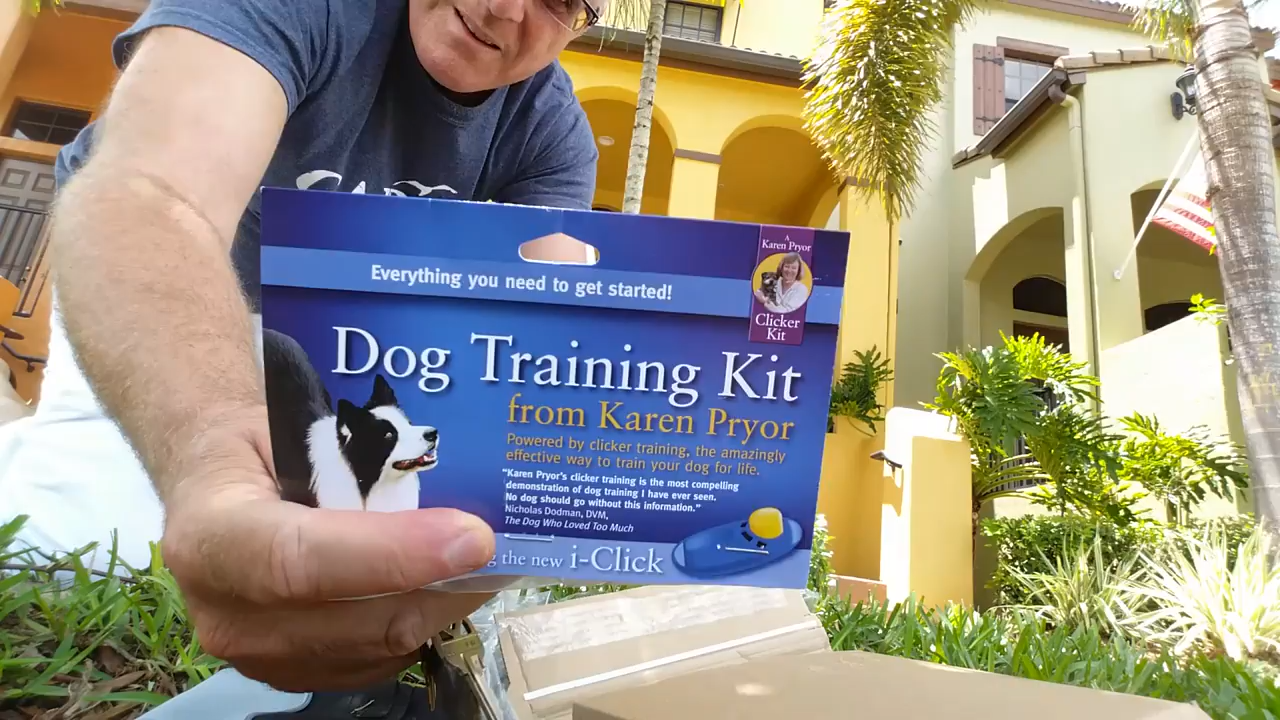 Everything you need to get started!
A
Karen Pryor
Clicker
Kit
Dog Training Kit
from Karen Pryor
Powered by clicker training, the amazingly
effective way to train your dog for life.
"Karen Pryor's clicker training is the most compelling
demonstration of dog training I have ever seen.
No dog should go without this information."
Nicholas Dodman, DVM,
The Dog Who Loved Too Much
the new i-Click